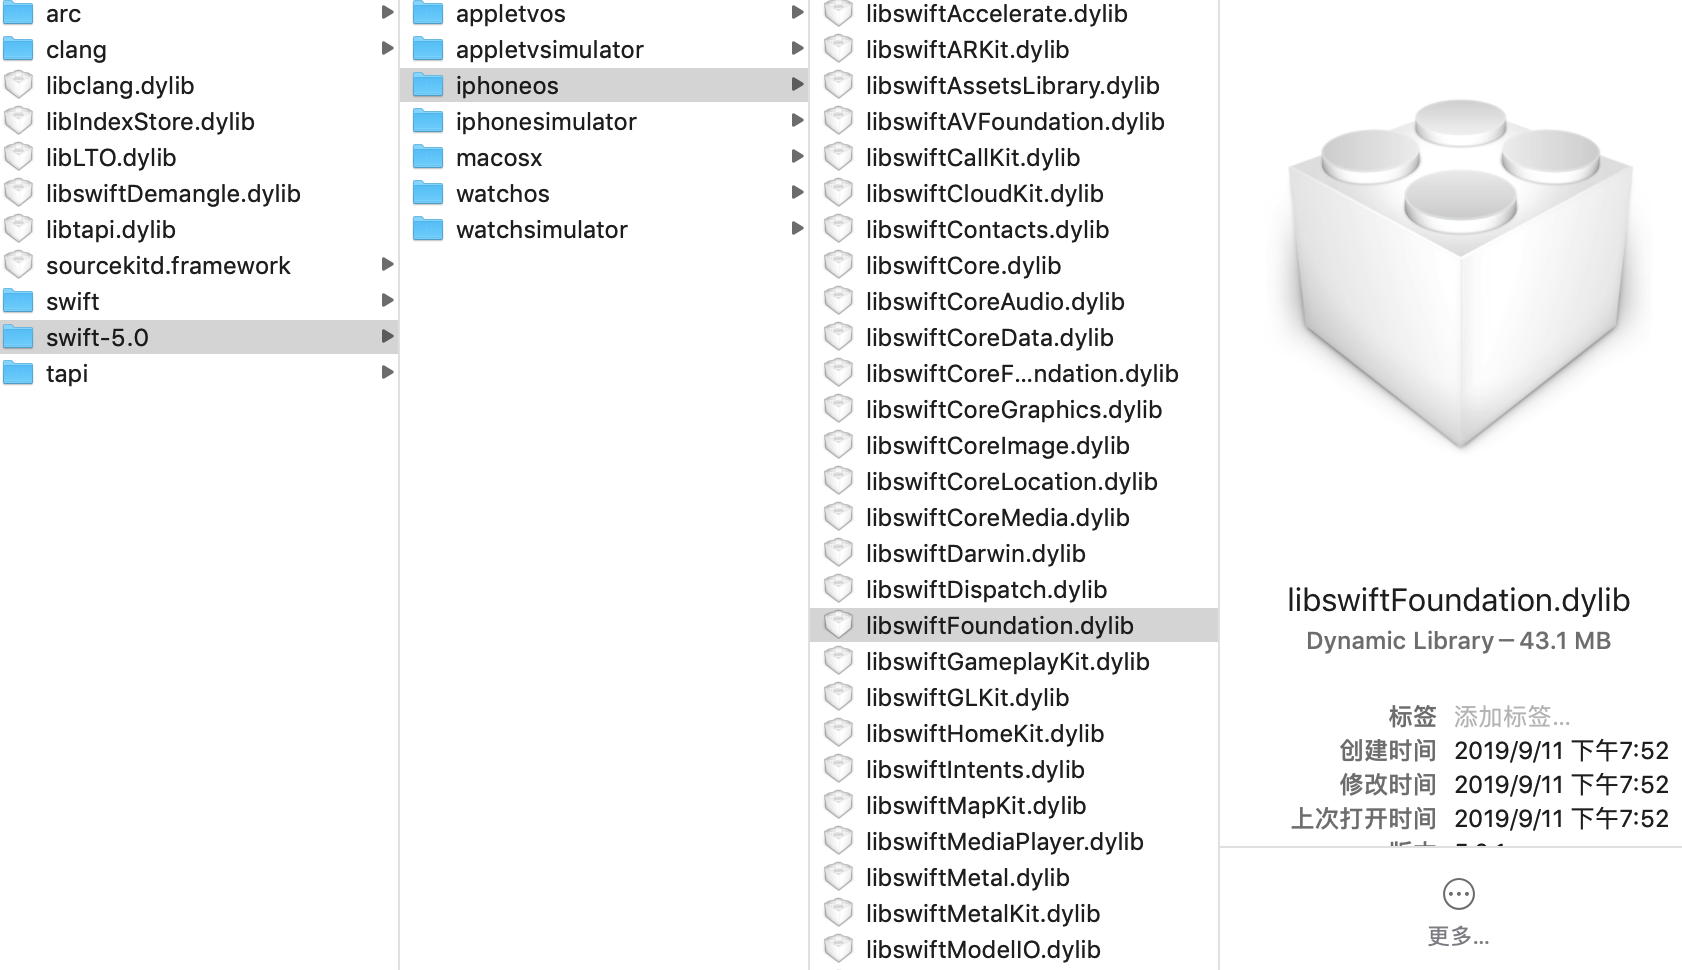 arc
clang
libclang.dylib
libIndexStore.dylib
libLTO.dylib
libswiftDemangle.dylib
libtapi.dylib
sourcekitd.framework
swift
swift-5.0
tapi
appletvos
appletvsimulator
iphoneos
iphonesimulator
macosx
watchos
watchsimulator
libswiftAccelerate.dylib
libswiftARKit.dylib
libswiftAssetsLibrary.dylib
libswiftAVFoundation.dylib
libswiftCallKit.dylib
libswiftCloudKit.dylib
libswiftContacts.dylib
libswiftCore.dylib
libswiftCoreAudio.dylib
libswiftCoreData.dylib
libswiftCoreF...ndation.dylib
libswiftCoreGraphics.dylib
libswiftCoreImage.dylib
libswiftCoreLocation.dylib
libswiftCoreMedia.dylib
libswiftDarwin.dylib
libswiftDispatch.dylib
libswiftFoundation.dylib
libswiftGameplayKit.dylib
libswiftGLKit.dylib
libswiftHomeKit.dylib
libswiftIntents.dylib
libswiftMapKit.dylib
libswiftMediaPlayer.dylib
libswiftMetal.dylib
libswiftMetalKit.dylib
libswiftModelIO.dylib
libswiftFoundation.dylib
Dynamic Library – 43.1 MB
标签 添加标签...
创建时间 2019/9/11 下午7:52
修改时间 2019/9/11 下午7:52
上次打开时间 2019/9/11 下午7:52
更多...